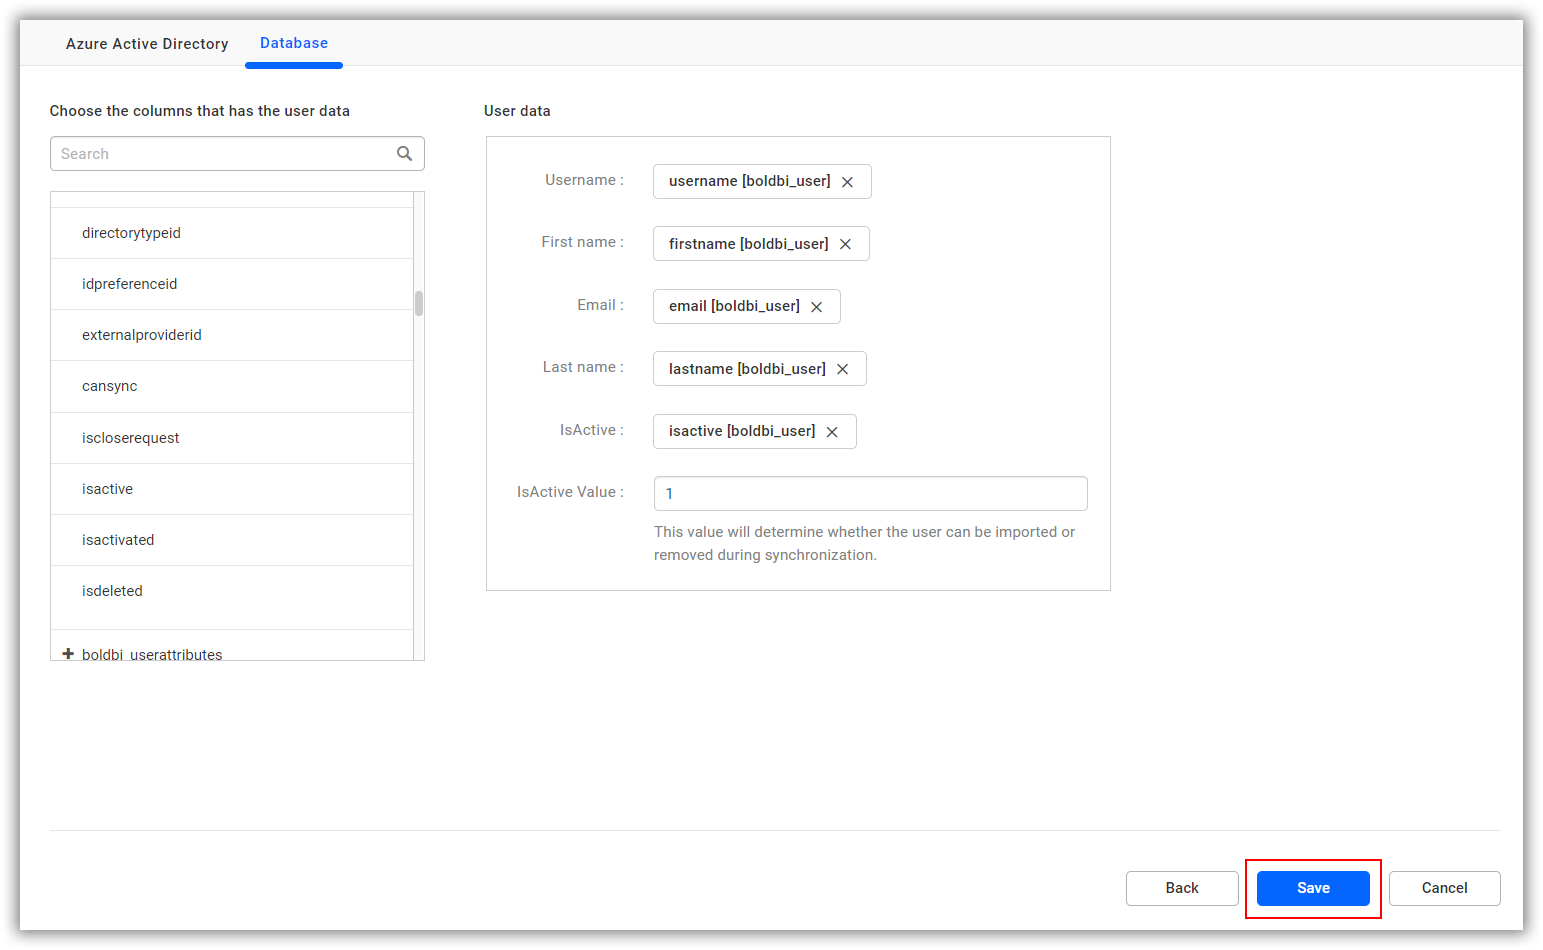 Azure Active Directory
Database
Choose the columns that has the user data
Search
directorytypeid
idpreferenceid
externalproviderid
cansync
iscloserequest
isactive
isactivated
isdeleted
boldbi_userattributes
User data
Username :
username [boldbi_user]
First name :
firstname [boldbi_user]
Email :
email [boldbi_user]
Last name :
lastname [boldbi_user]
IsActive :
isactive [boldbi_user]
IsActive Value :
1
This value will determine whether the user can be imported or
removed during synchronization.
Back
Save
Cancel